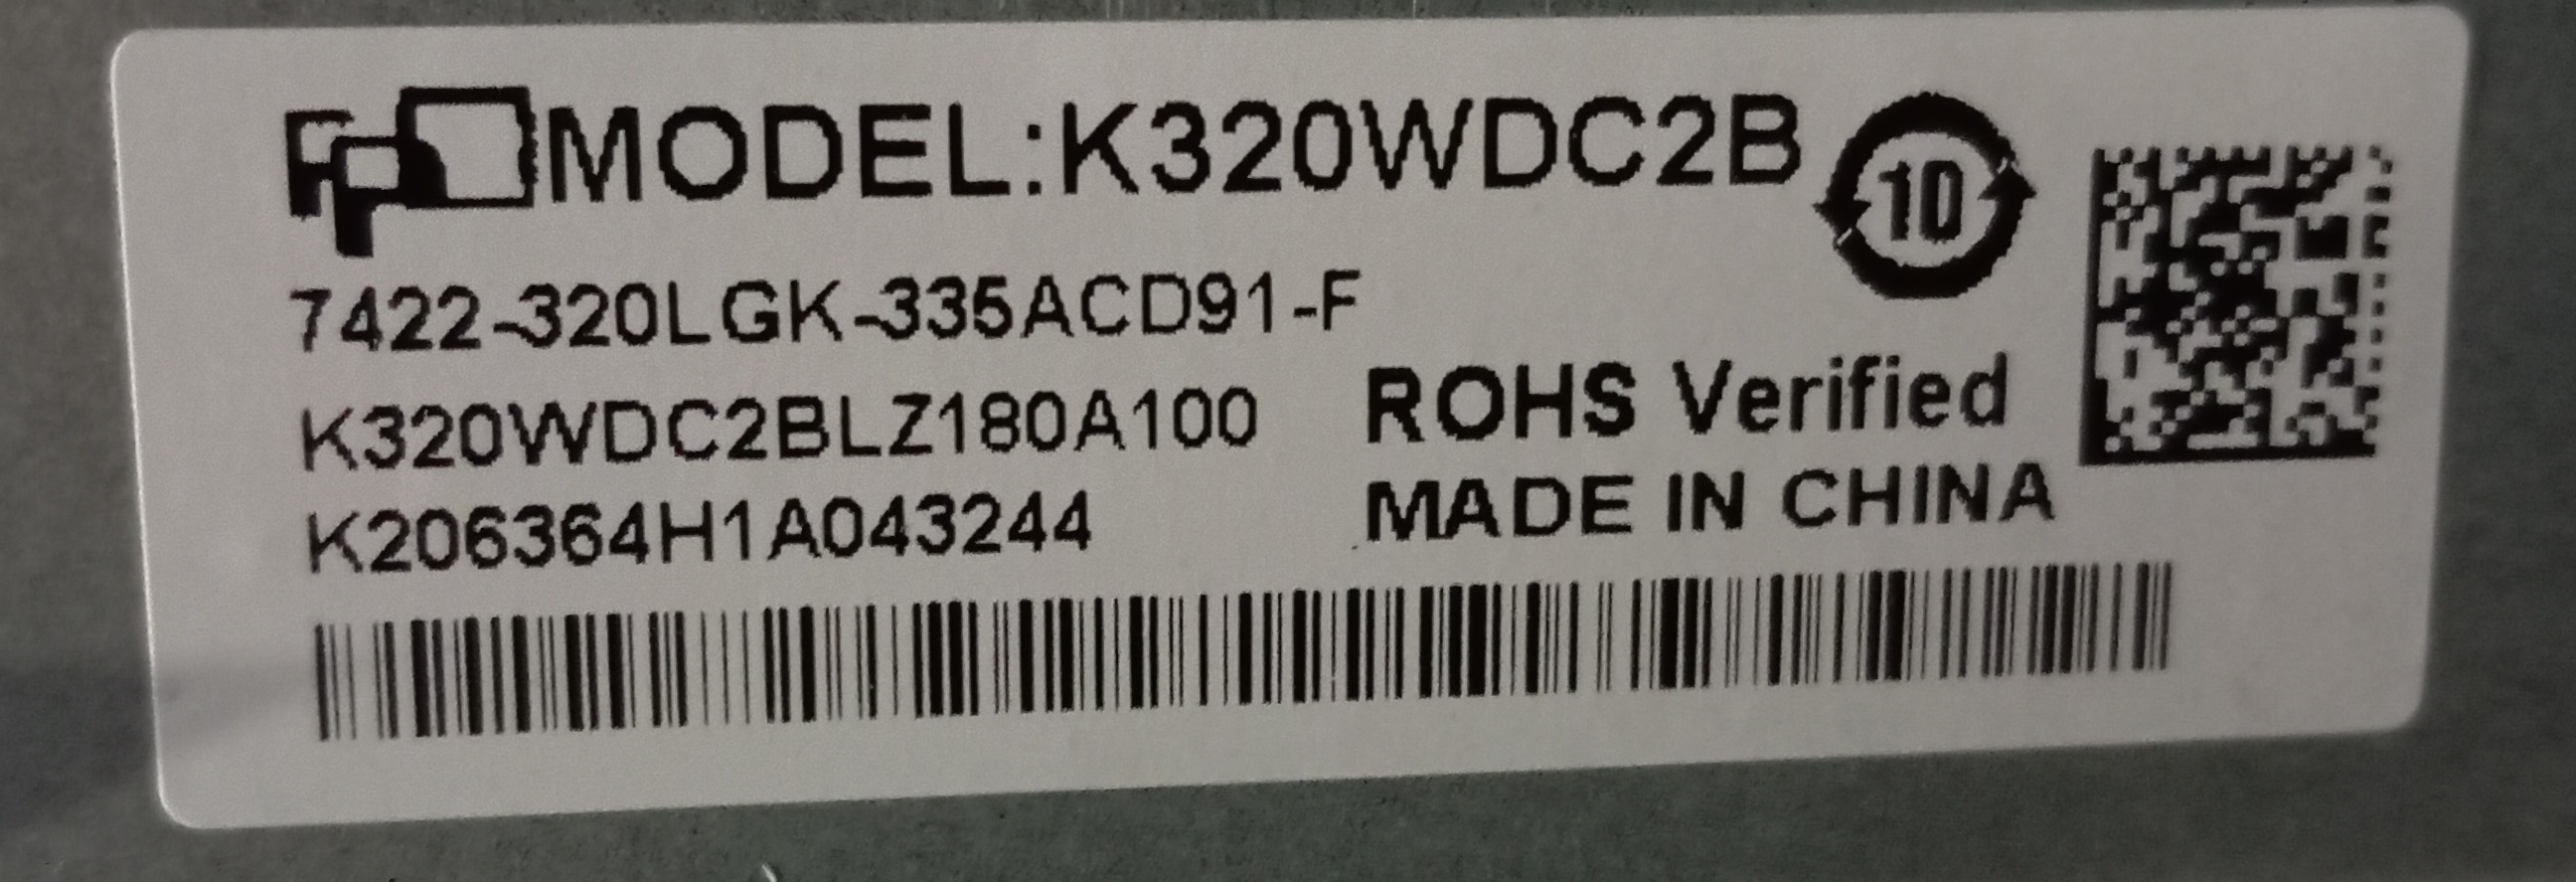 MODEL:K320WDC2B
10
7422-320LGK-335ACD91-F
K320WDC2BLZ180A100
K206364H1A043244
ROHS Verified
MADE IN CHINA